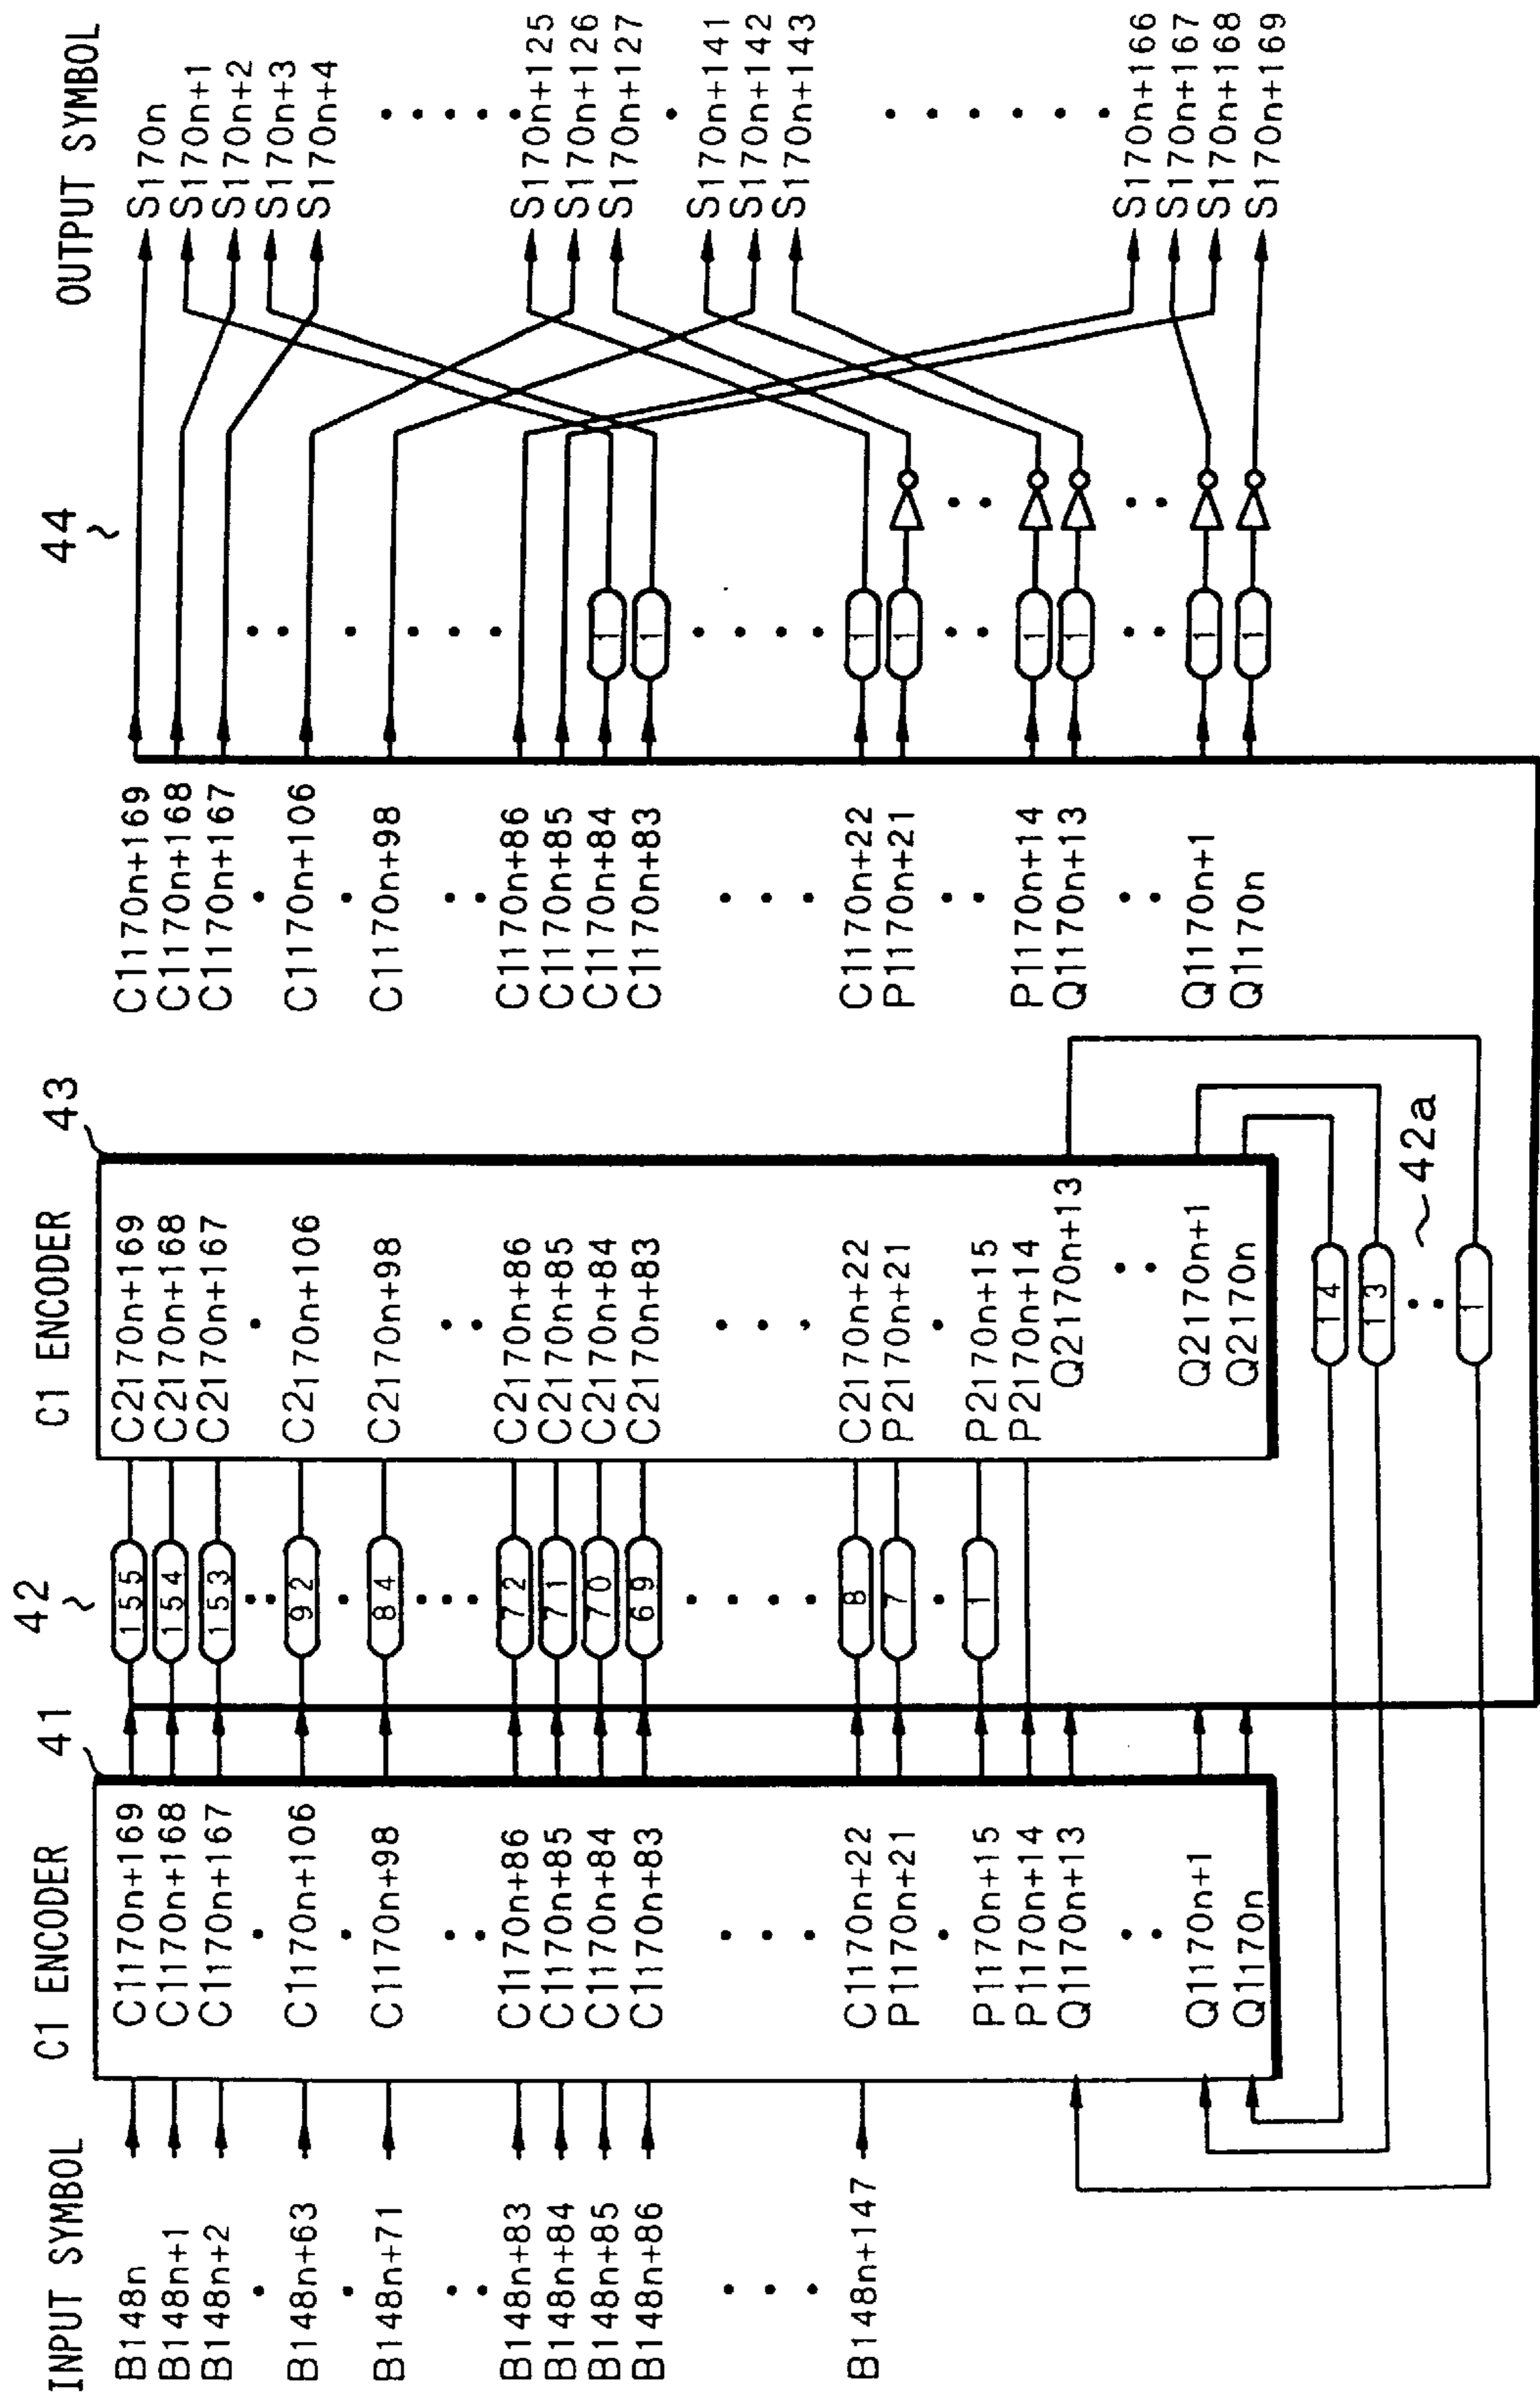 INPUT SYMBOL
B148n
B148n+1
B148n+2
B148n+63
B148n+71
B148n+83
B148n+84
B148n+85
B148n+86
B148n+147
C1 ENCODER
41
C1170n+169
C1170n+168
C1170n+167
C1170n+106
C1170n+98
C1170n+86
C1170n+85
C1170n+84
C1170n+83
C1170n+22
P1170n+21
P1170n+15
P1170n+14
Q1170n+13
Q1170n+1
Q1170n
42
155
154
153
92
84
72
71
70
69
8
7
1
C1 ENCODER
43
C2170n+169
C2170n+168
C2170n+167
C2170n+106
C2170n+98
C2170n+86
C2170n+85
C2170n+84
C2170n+83
C2170n+22
P2170n+21
P2170n+15
P2170n+14
Q2170n+13
Q2170n+1
Q2170n
14
13
1
42a
C1170n+169
C1170n+168
C1170n+167
C1170n+106
C1170n+98
C1170n+86
C1170n+85
C1170n+84
C1170n+83
C1170n+22
P1170n+21
P1170n+14
Q1170n+13
Q1170n+1
Q1170n
44
1
1
1
1
1
1
1
1
OUTPUT SYMBOL
S170n
S170n+1
S170n+2
S170n+3
S170n+4
S170n+125
S170n+126
S170n+127
S170n+141
S170n+142
S170n+143
S170n+166
S170n+167
S170n+168
S170n+169